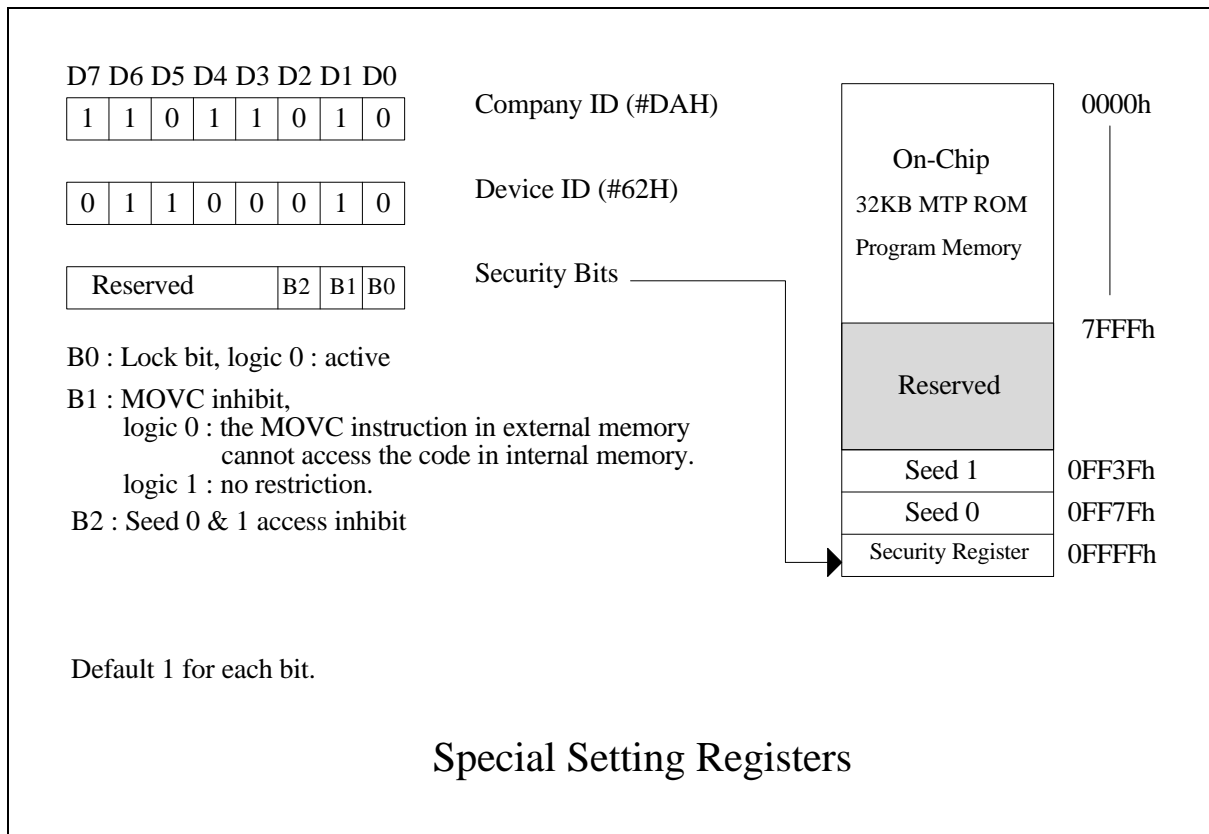 D7 D6 D5 D4 D3 D2 D1 D0
1 1 0 1 1 0 1 0
Company ID (#DAH)
0 1 1 0 0 0 1 0
Device ID (#62H)
Reserved B2 B1 B0
Security Bits
B0 : Lock bit, logic 0 : active
B1 : MOVC inhibit,
logic 0 : the MOVC instruction in external memory
cannot access the code in internal memory.
logic 1 : no restriction.
B2 : Seed 0 & 1 access inhibit
Default 1 for each bit.
On-Chip
32KB MTP ROM
Program Memory
0000h
7FFFh
Reserved
Seed 1 0FF3Fh
Seed 0 0FF7Fh
Security Register 0FFFFh
Special Setting Registers